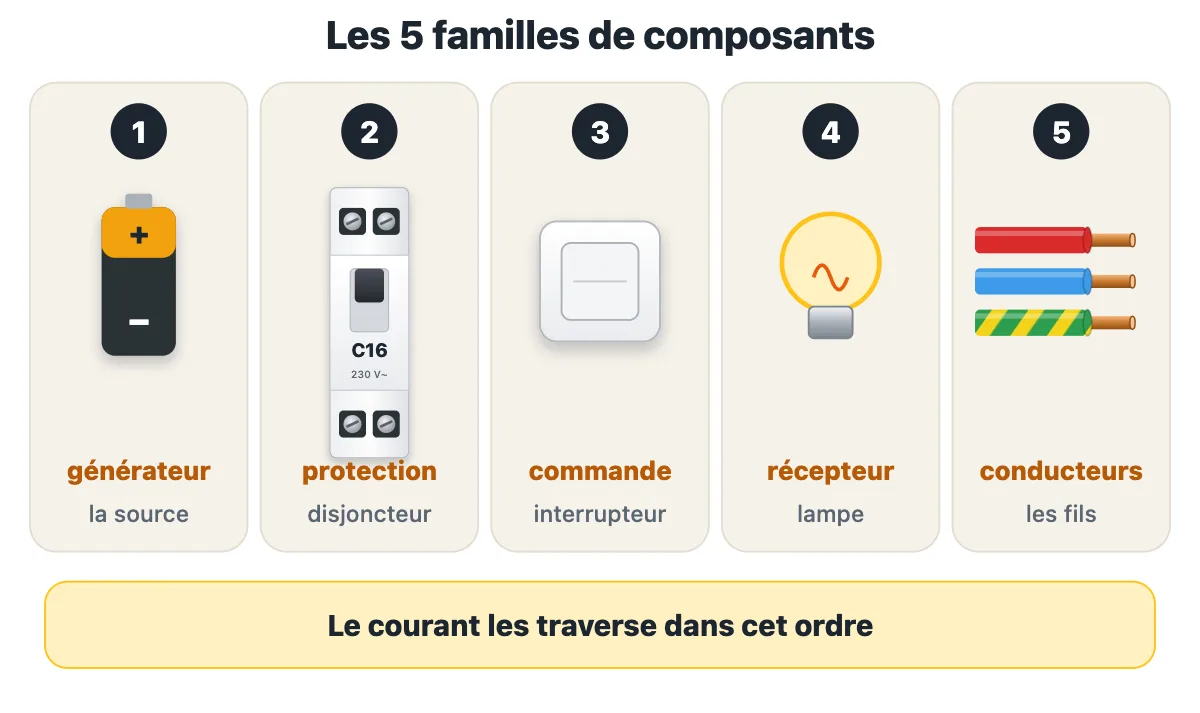 Les 5 familles de composants
1
2
3
4
5
+
−
C16
230 V~
générateur
protection
commande
récepteur
conducteurs
la source
disjoncteur
interrupteur
lampe
les fils
Le courant les traverse dans cet ordre